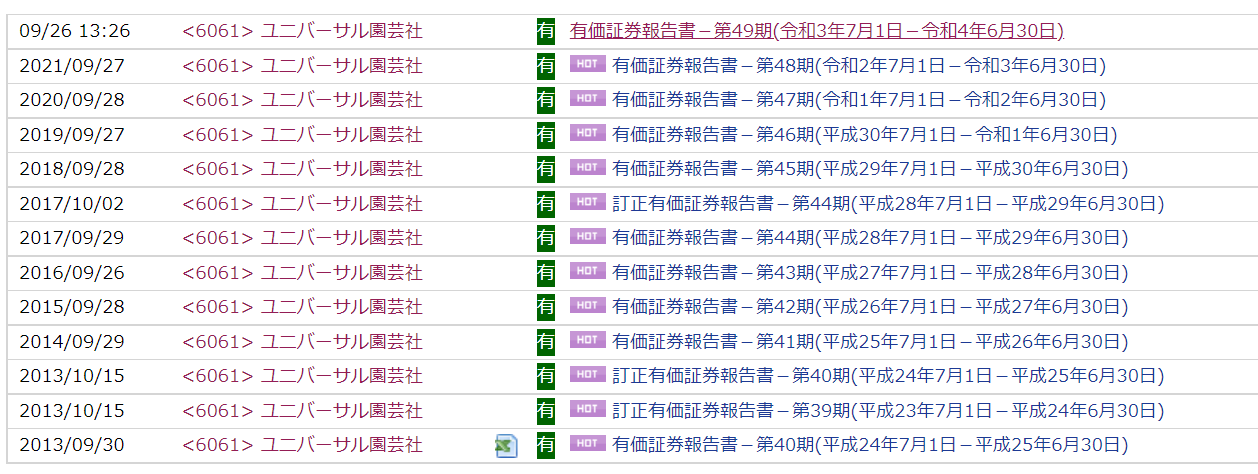 09/26 13:26 <6061> ユニバーサル園芸社 有 有価証券報告書－第49期(令和3年7月1日－令和4年6月30日)
2021/09/27 <6061> ユニバーサル園芸社 有 HOT 有価証券報告書－第48期(令和2年7月1日－令和3年6月30日)
2020/09/28 <6061> ユニバーサル園芸社 有 HOT 有価証券報告書－第47期(令和1年7月1日－令和2年6月30日)
2019/09/27 <6061> ユニバーサル園芸社 有 HOT 有価証券報告書－第46期(平成30年7月1日－令和1年6月30日)
2018/09/28 <6061> ユニバーサル園芸社 有 HOT 有価証券報告書－第45期(平成29年7月1日－平成30年6月30日)
2017/10/02 <6061> ユニバーサル園芸社 有 HOT 訂正有価証券報告書－第44期(平成28年7月1日－平成29年6月30日)
2017/09/29 <6061> ユニバーサル園芸社 有 HOT 有価証券報告書－第44期(平成28年7月1日－平成29年6月30日)
2016/09/26 <6061> ユニバーサル園芸社 有 HOT 有価証券報告書－第43期(平成27年7月1日－平成28年6月30日)
2015/09/28 <6061> ユニバーサル園芸社 有 HOT 有価証券報告書－第42期(平成26年7月1日－平成27年6月30日)
2014/09/29 <6061> ユニバーサル園芸社 有 HOT 有価証券報告書－第41期(平成25年7月1日－平成26年6月30日)
2013/10/15 <6061> ユニバーサル園芸社 有 HOT 訂正有価証券報告書－第40期(平成24年7月1日－平成25年6月30日)
2013/10/15 <6061> ユニバーサル園芸社 有 HOT 訂正有価証券報告書－第39期(平成23年7月1日－平成24年6月30日)
2013/09/30 <6061> ユニバーサル園芸社 有 HOT 有価証券報告書－第40期(平成24年7月1日－平成25年6月30日)